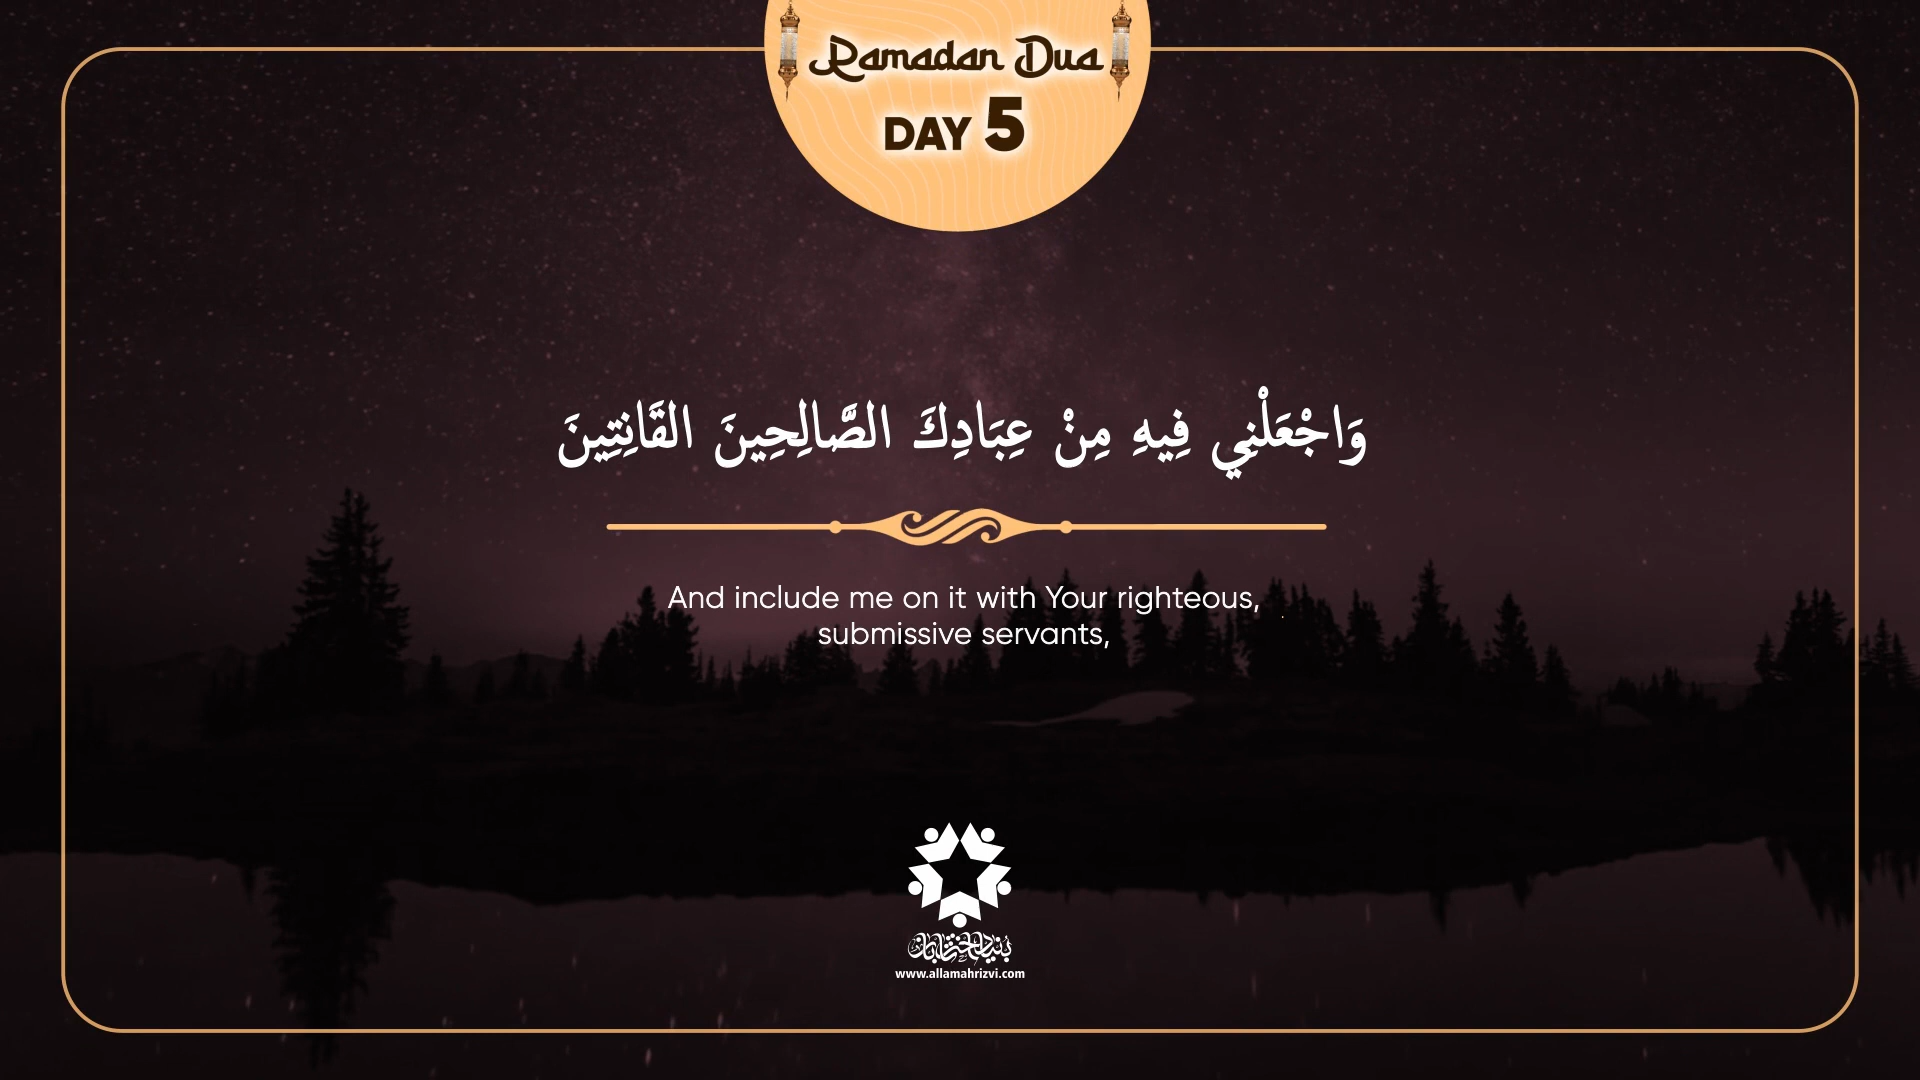 Ramadan Dua
DAY 5
وَاجْعَلْنِي فِيهِ مِنْ عِبَادِكَ الصَّالِحِينَ القَانِتِينَ
And include me on it with Your righteous,
submissive servants,
www.allamahrizvi.com